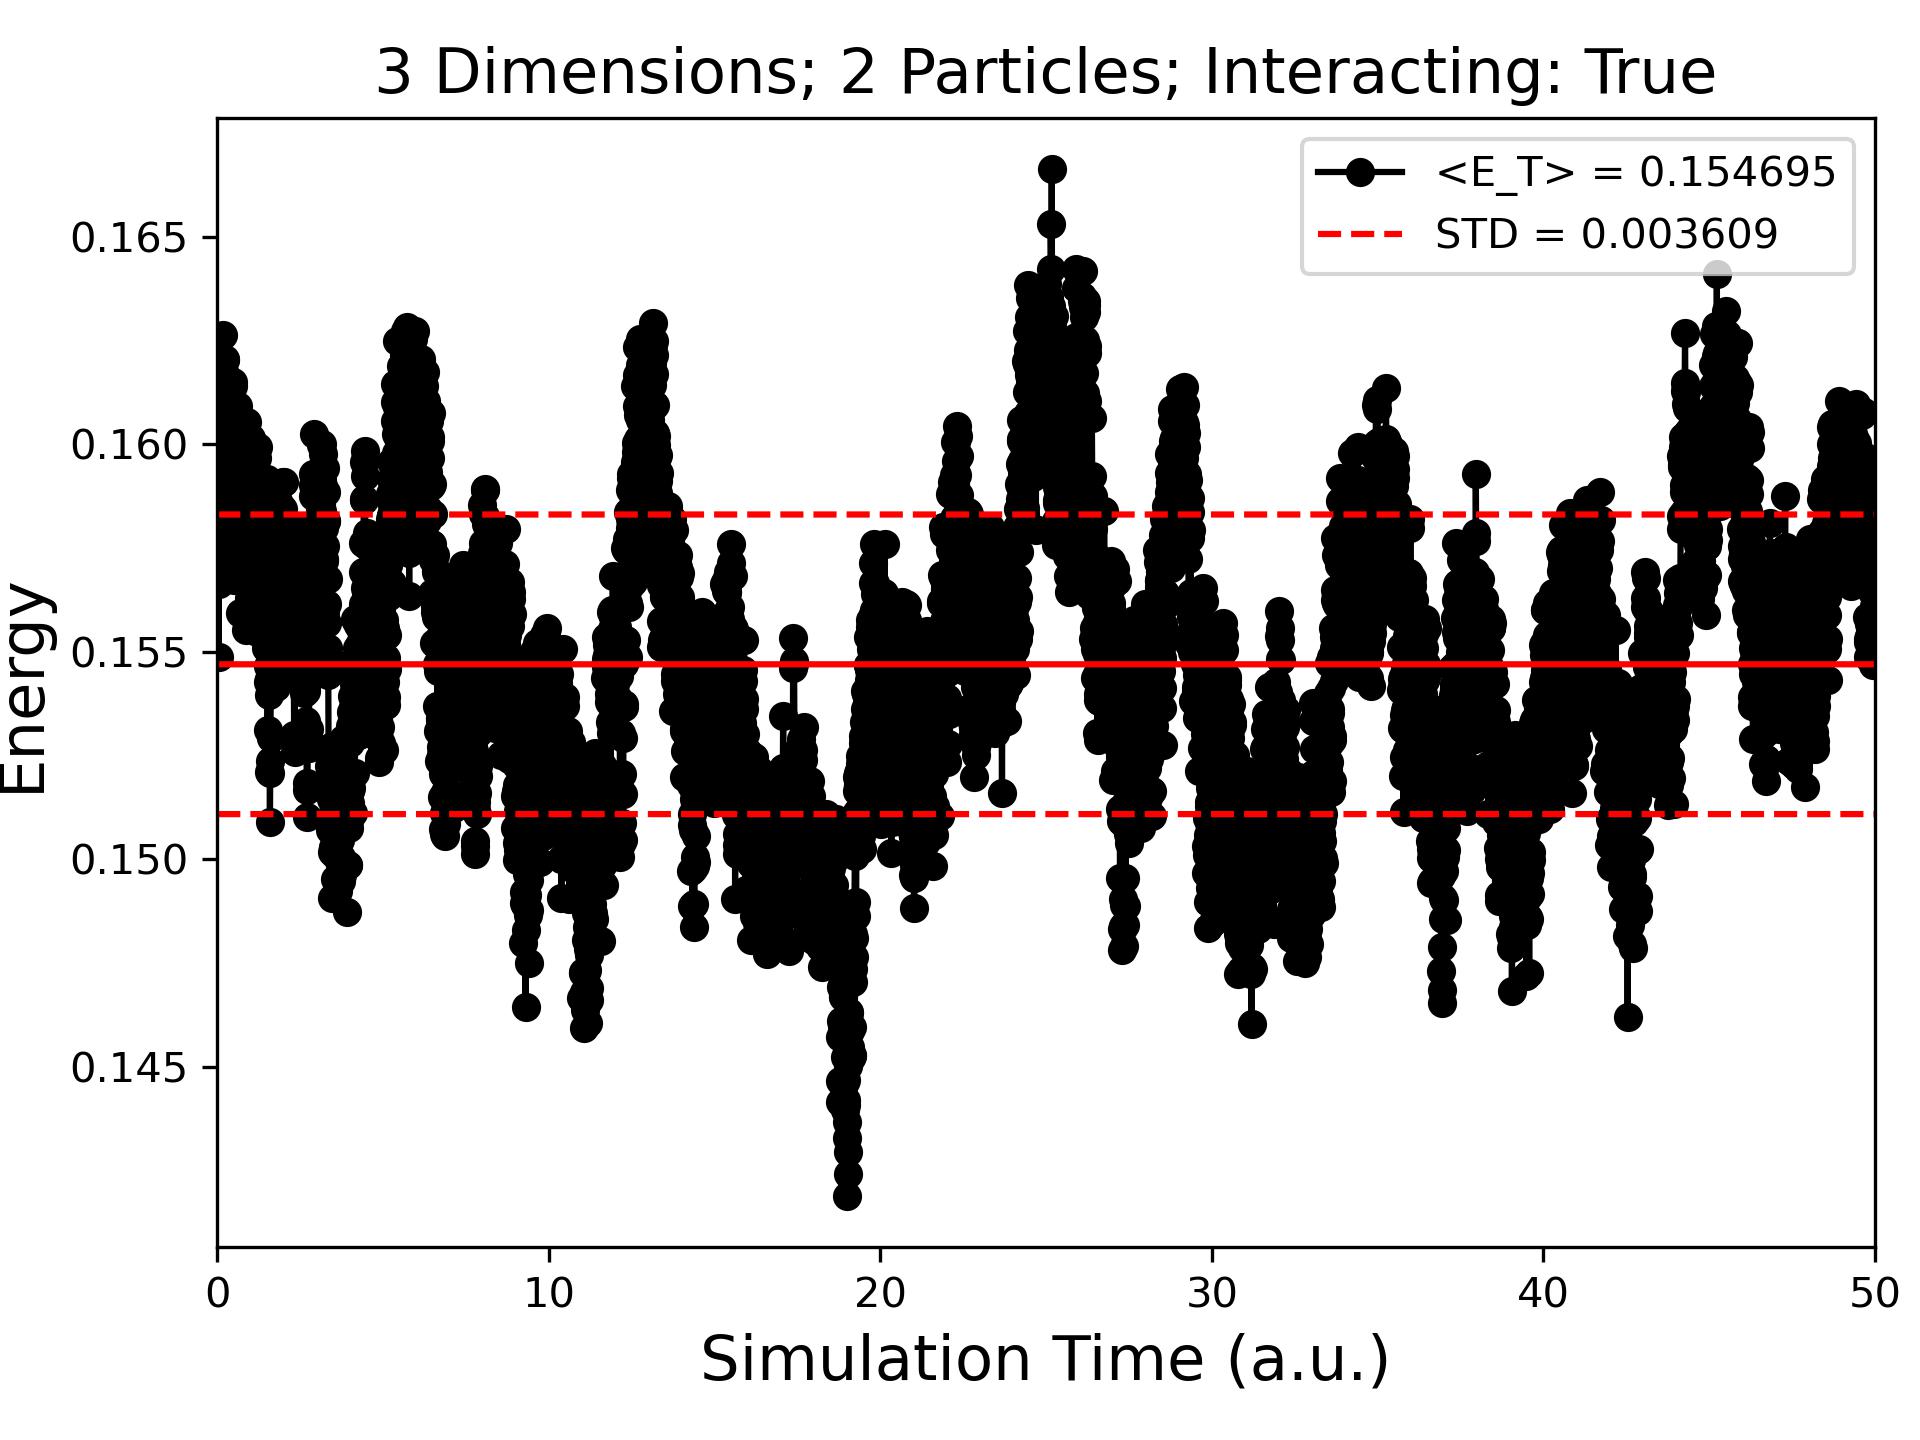 3 Dimensions; 2 Particles; Interacting: True
<E_T> = 0.154695
STD = 0.003609
Energy
0.165
0.160
0.155
0.150
0.145
0 10 20 30 40 50
Simulation Time (a.u.)